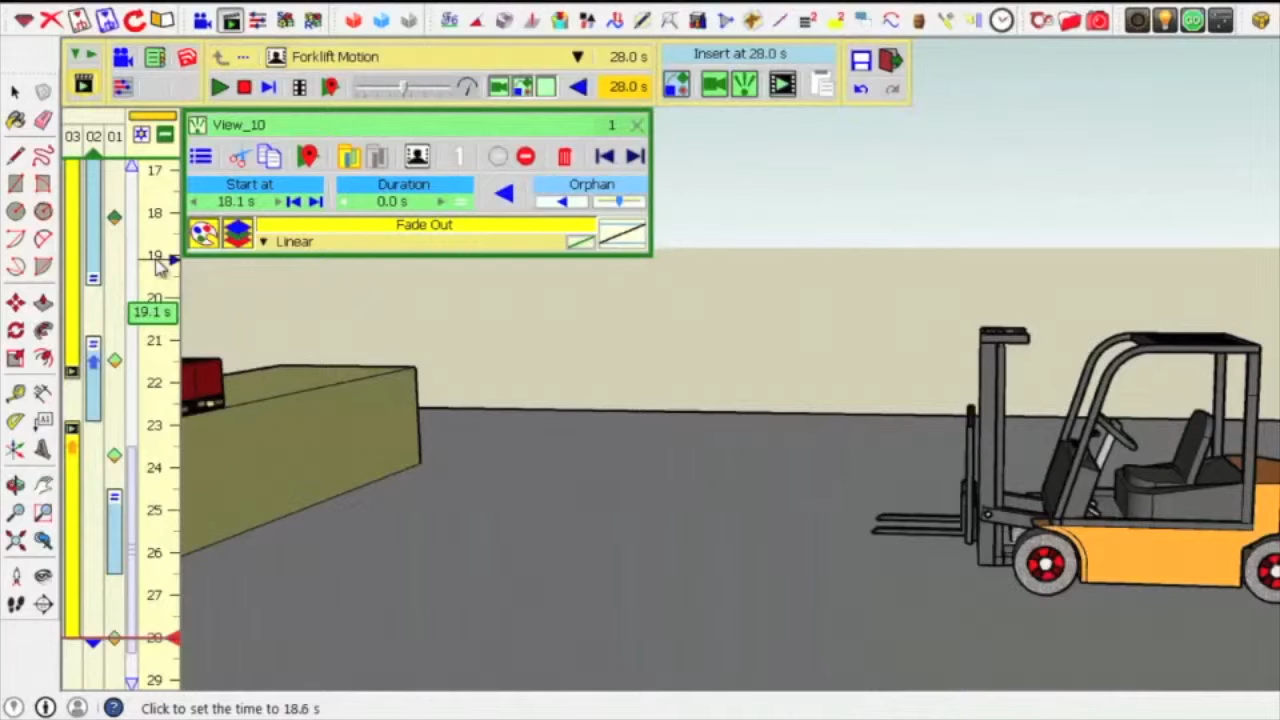 Forklift Motion
28.0 s
Insert at 28.0 s
28.0 s
03 02 01
View_10
1
1
Start at
Duration
Orphan
18.1 s
0.0 s
Fade Out
Linear
17
18
19
20
19.1 s
21
22
23
24
25
26
27
28
29
Click to set the time to 18.6 s